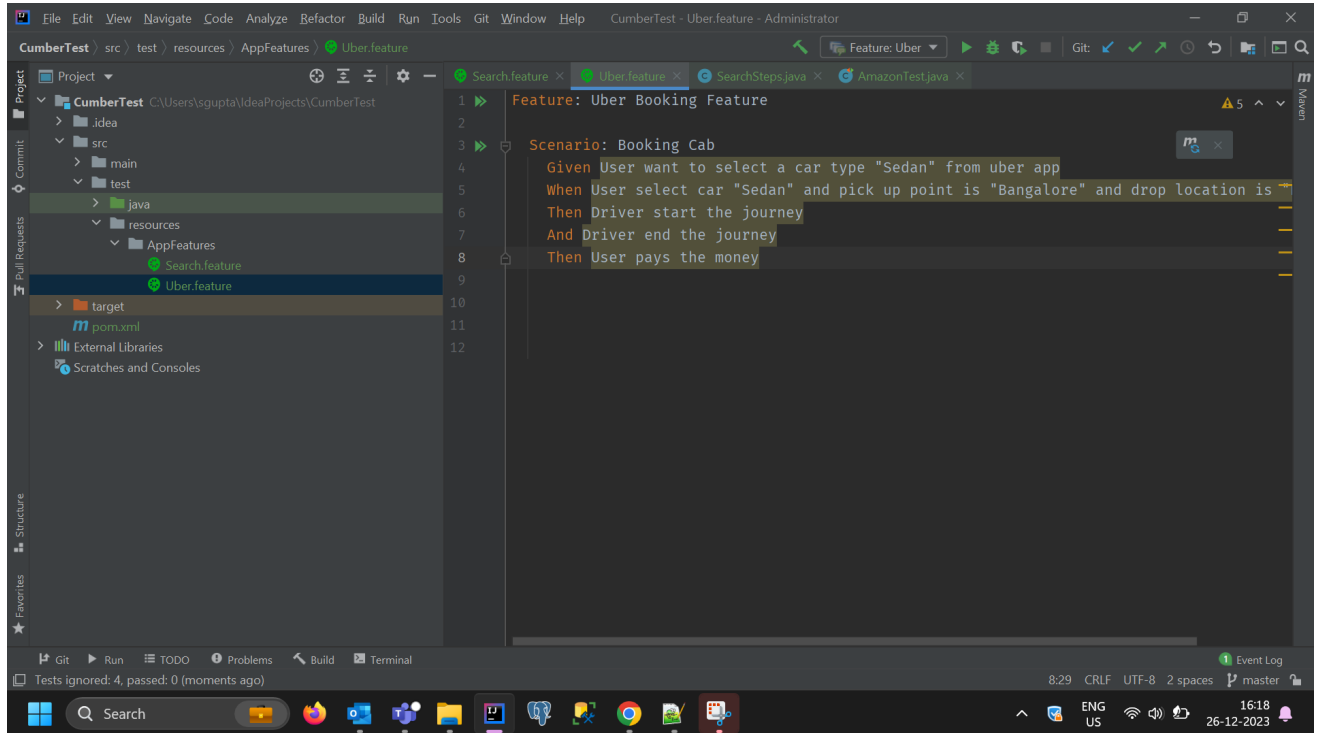 File Edit View Navigate Code Analyze Refactor Build Run Tools Git Window Help CumberTest - Uber.feature - Administrator
CumberTest src test resources AppFeatures Uber.feature Feature: Uber Git:
Project Search.feature Uber.feature SearchSteps.java AmazonTest.java
CumberTest C:\Users\sgupta\IdeaProjects\CumberTest
.idea
src
main
test
java
resources
AppFeatures
Search.feature
Uber.feature
target
pom.xml
External Libraries
Scratches and Consoles
1 Feature: Uber Booking Feature
2
3 Scenario: Booking Cab
4 Given User want to select a car type "Sedan" from uber app
5 When User select car "Sedan" and pick up point is "Bangalore" and drop location is "
6 Then Driver start the journey
7 And Driver end the journey
8 Then User pays the money
9
10
11
12
5
Project
Commit
Pull Requests
Structure
Favorites
m Maven
Git Run TODO Problems Build Terminal 1 Event Log
Tests ignored: 4, passed: 0 (moments ago) 8:29 CRLF UTF-8 2 spaces master
Search ENG 16:18
US 26-12-2023